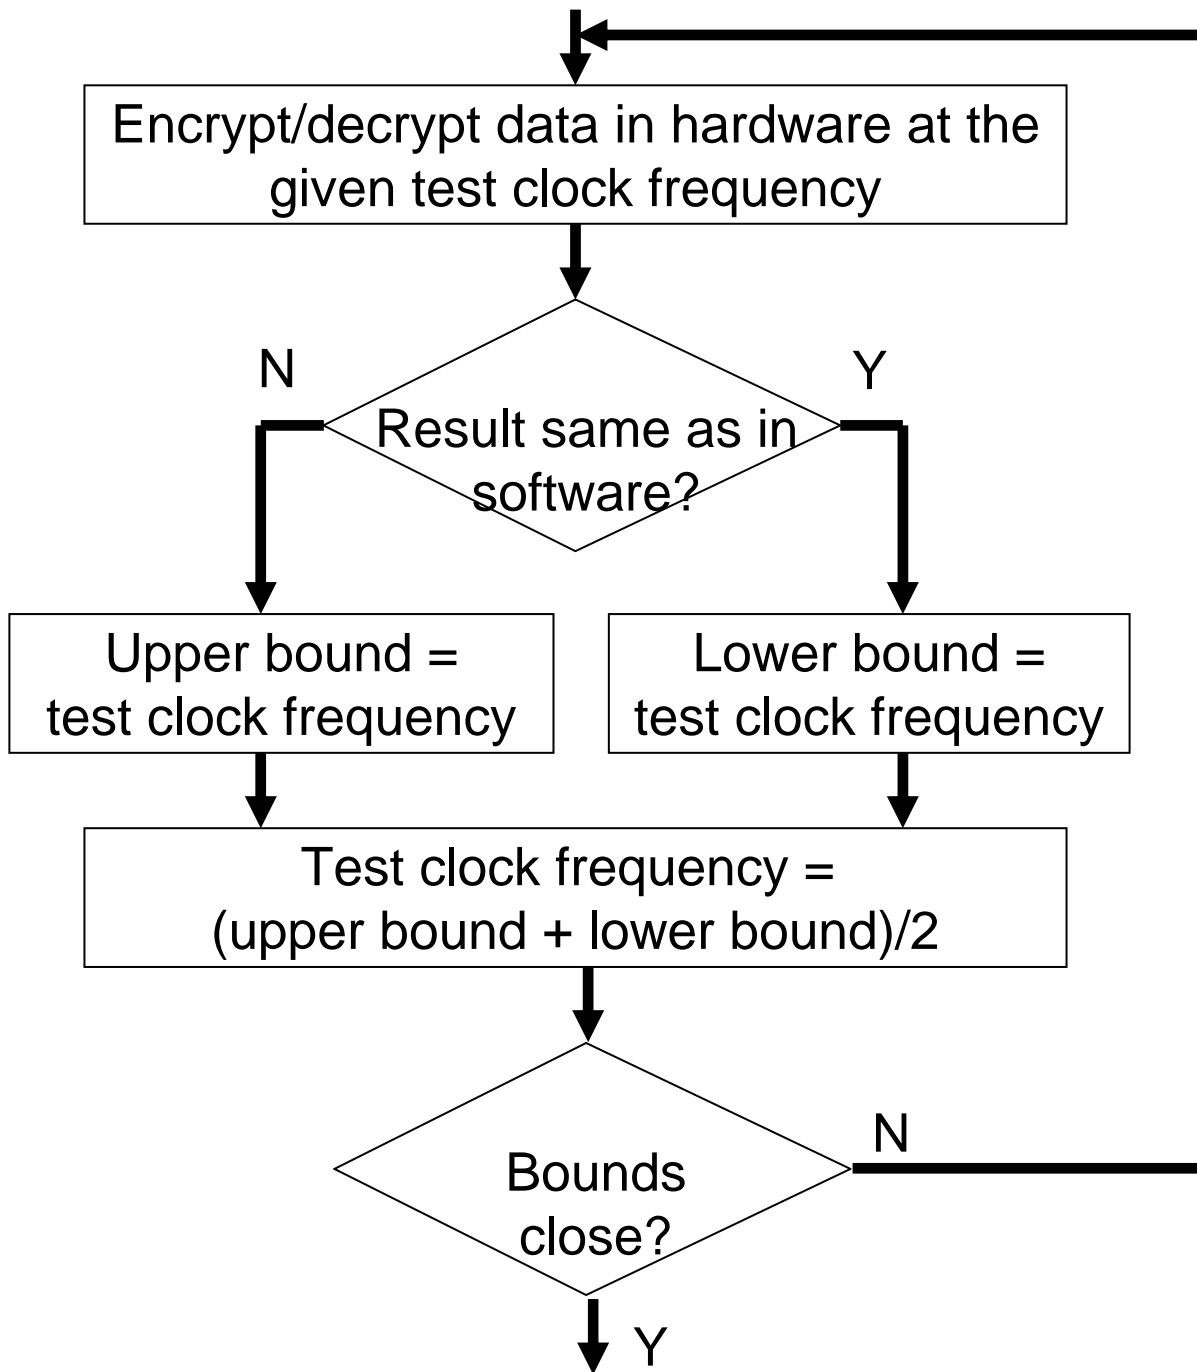 Encrypt/decrypt data in hardware at the
given test clock frequency
N
Y
Result same as in
software?
Upper bound =
test clock frequency
Lower bound =
test clock frequency
Test clock frequency =
(upper bound + lower bound)/2
N
Bounds
close?
Y